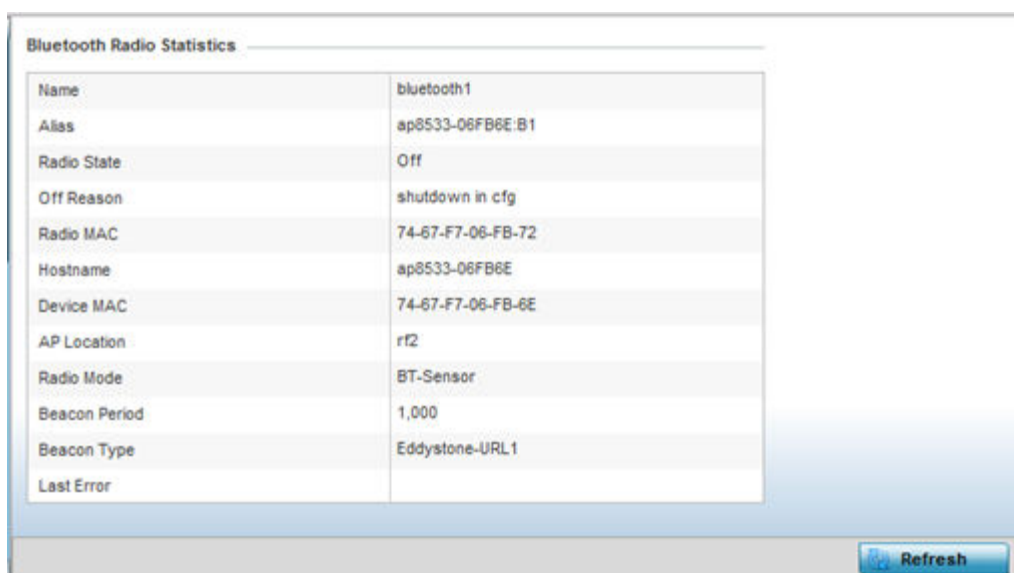 Bluetooth Radio Statistics
Name bluetooth1
Alias ap8533-06FB6E:B1
Radio State Off
Off Reason shutdown in cfg
Radio MAC 74-67-F7-06-FB-72
Hostname ap8533-06FB6E
Device MAC 74-67-F7-06-FB-6E
AP Location rf2
Radio Mode BT-Sensor
Beacon Period 1,000
Beacon Type Eddystone-URL1
Last Error
Refresh